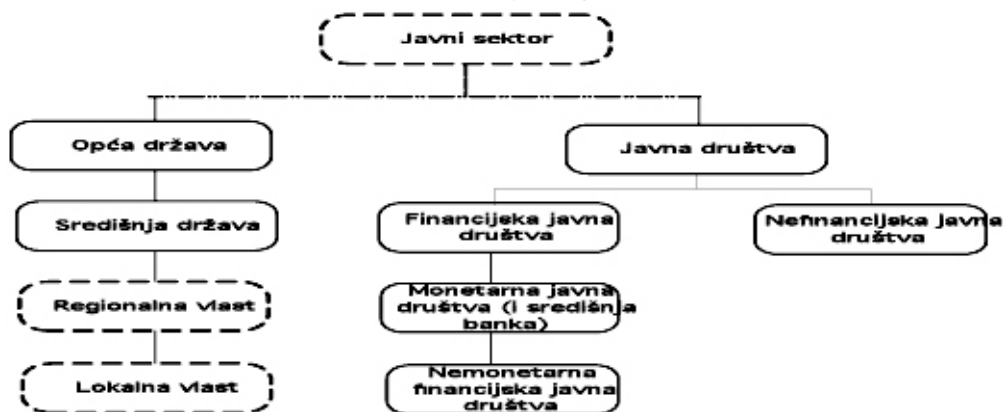 Javni sektor
Opća država
Javna društva
Središnja država
Financijska javna
društva
Nefinancijska javna
društva
Regionalna vlast
Monetarna javna
društva (i središnja
banka)
Lokalna vlast
Nemonetarna
financijska javna
društva